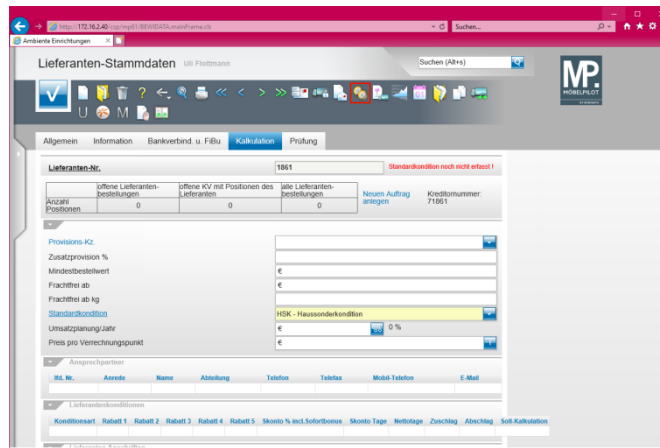 http://172.16.2.40/csp/mp61/BEWIDATA.mainFrame.cls
Suchen...
Ambiente Einrichtungen
Lieferanten-Stammdaten Uli Flottmann
Suchen (Alt+s)
MP
MÖBELPILOT
U M
Allgemein Information Bankverbind. u. FiBu Kalkulation Prüfung
Lieferanten-Nr. 1861 Standardkondition noch nicht erfasst !
offene Lieferanten-bestellungen offene KV mit Positionen des Lieferanten alle Lieferanten-bestellungen
Neuen Auftrag anlegen Kreditornummer: 71861
Anzahl Positionen 0 0 0
Provisions-Kz.
Zusatzprovision %
Mindestbestellwert €
Frachtfrei ab €
Frachtfrei ab kg
Standardkondition HSK - Haussonderkondition
Umsatzplanung/Jahr € 0 %
Preis pro Verrechnungspunkt €
Ansprechpartner
lfd. Nr. Anrede Name Abteilung Telefon Telefax Mobil-Telefon E-Mail
Lieferantenkonditionen
Konditionsart Rabatt 1 Rabatt 2 Rabatt 3 Rabatt 4 Rabatt 5 Skonto % incl.Sofortbonus Skonto Tage Nettotage Zuschlag Abschlag Soll-Kalkulation